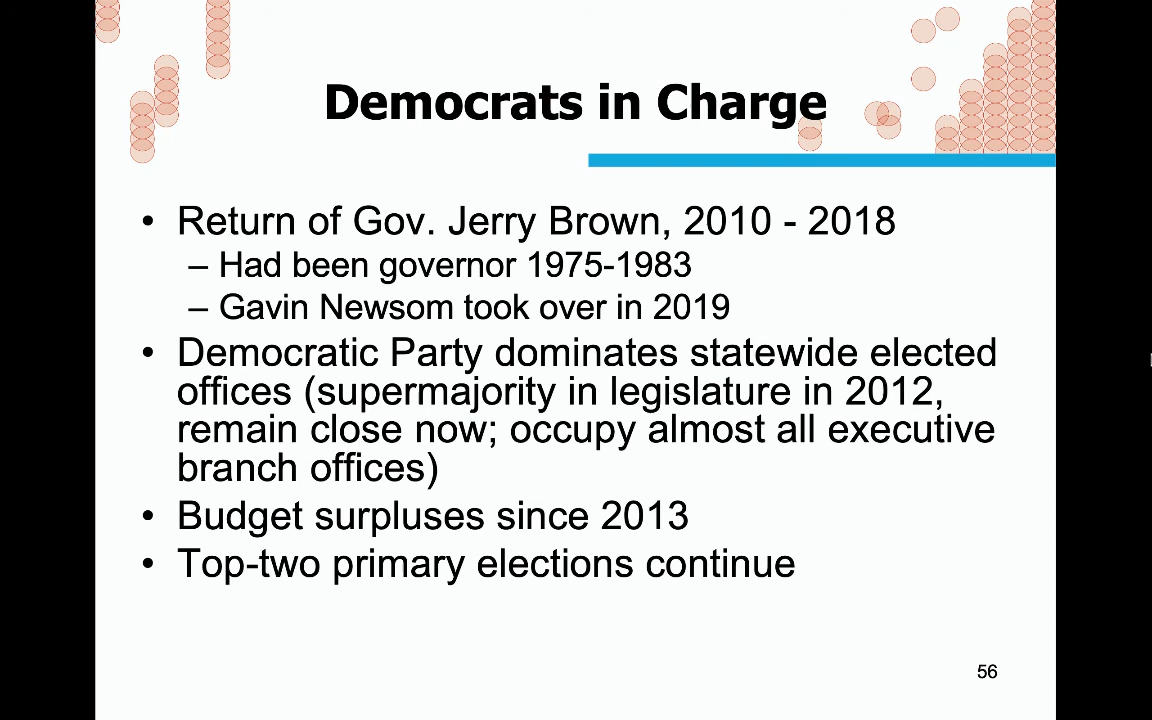 Democrats in Charge
• Return of Gov. Jerry Brown, 2010 - 2018
– Had been governor 1975-1983
– Gavin Newsom took over in 2019
• Democratic Party dominates statewide elected
offices (supermajority in legislature in 2012,
remain close now; occupy almost all executive
branch offices)
• Budget surpluses since 2013
• Top-two primary elections continue
56